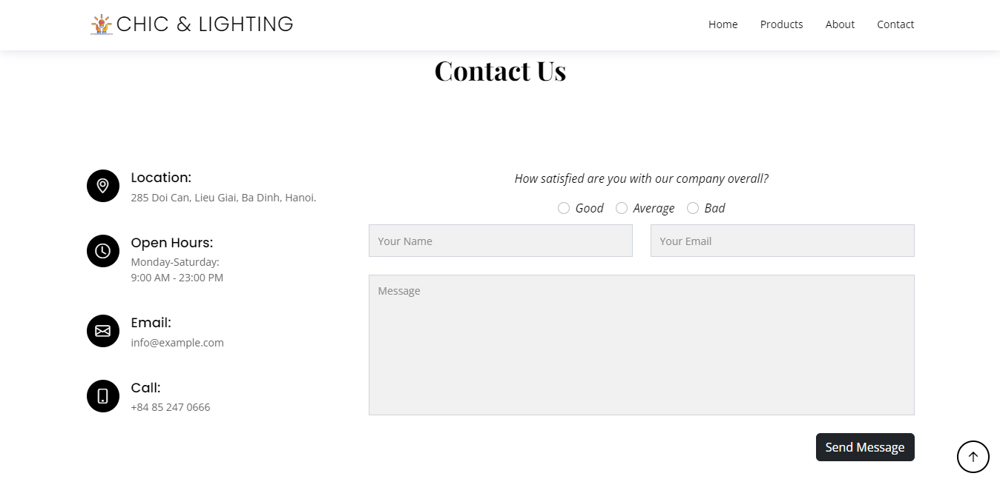 CHIC & LIGHTING
Home Products About Contact
Contact Us
Location:
285 Doi Can, Lieu Giai, Ba Dinh, Hanoi.
Open Hours:
Monday-Saturday:
9:00 AM - 23:00 PM
Email:
info@example.com
Call:
+84 85 247 0666
How satisfied are you with our company overall?
Good Average Bad
Your Name
Your Email
Message
Send Message